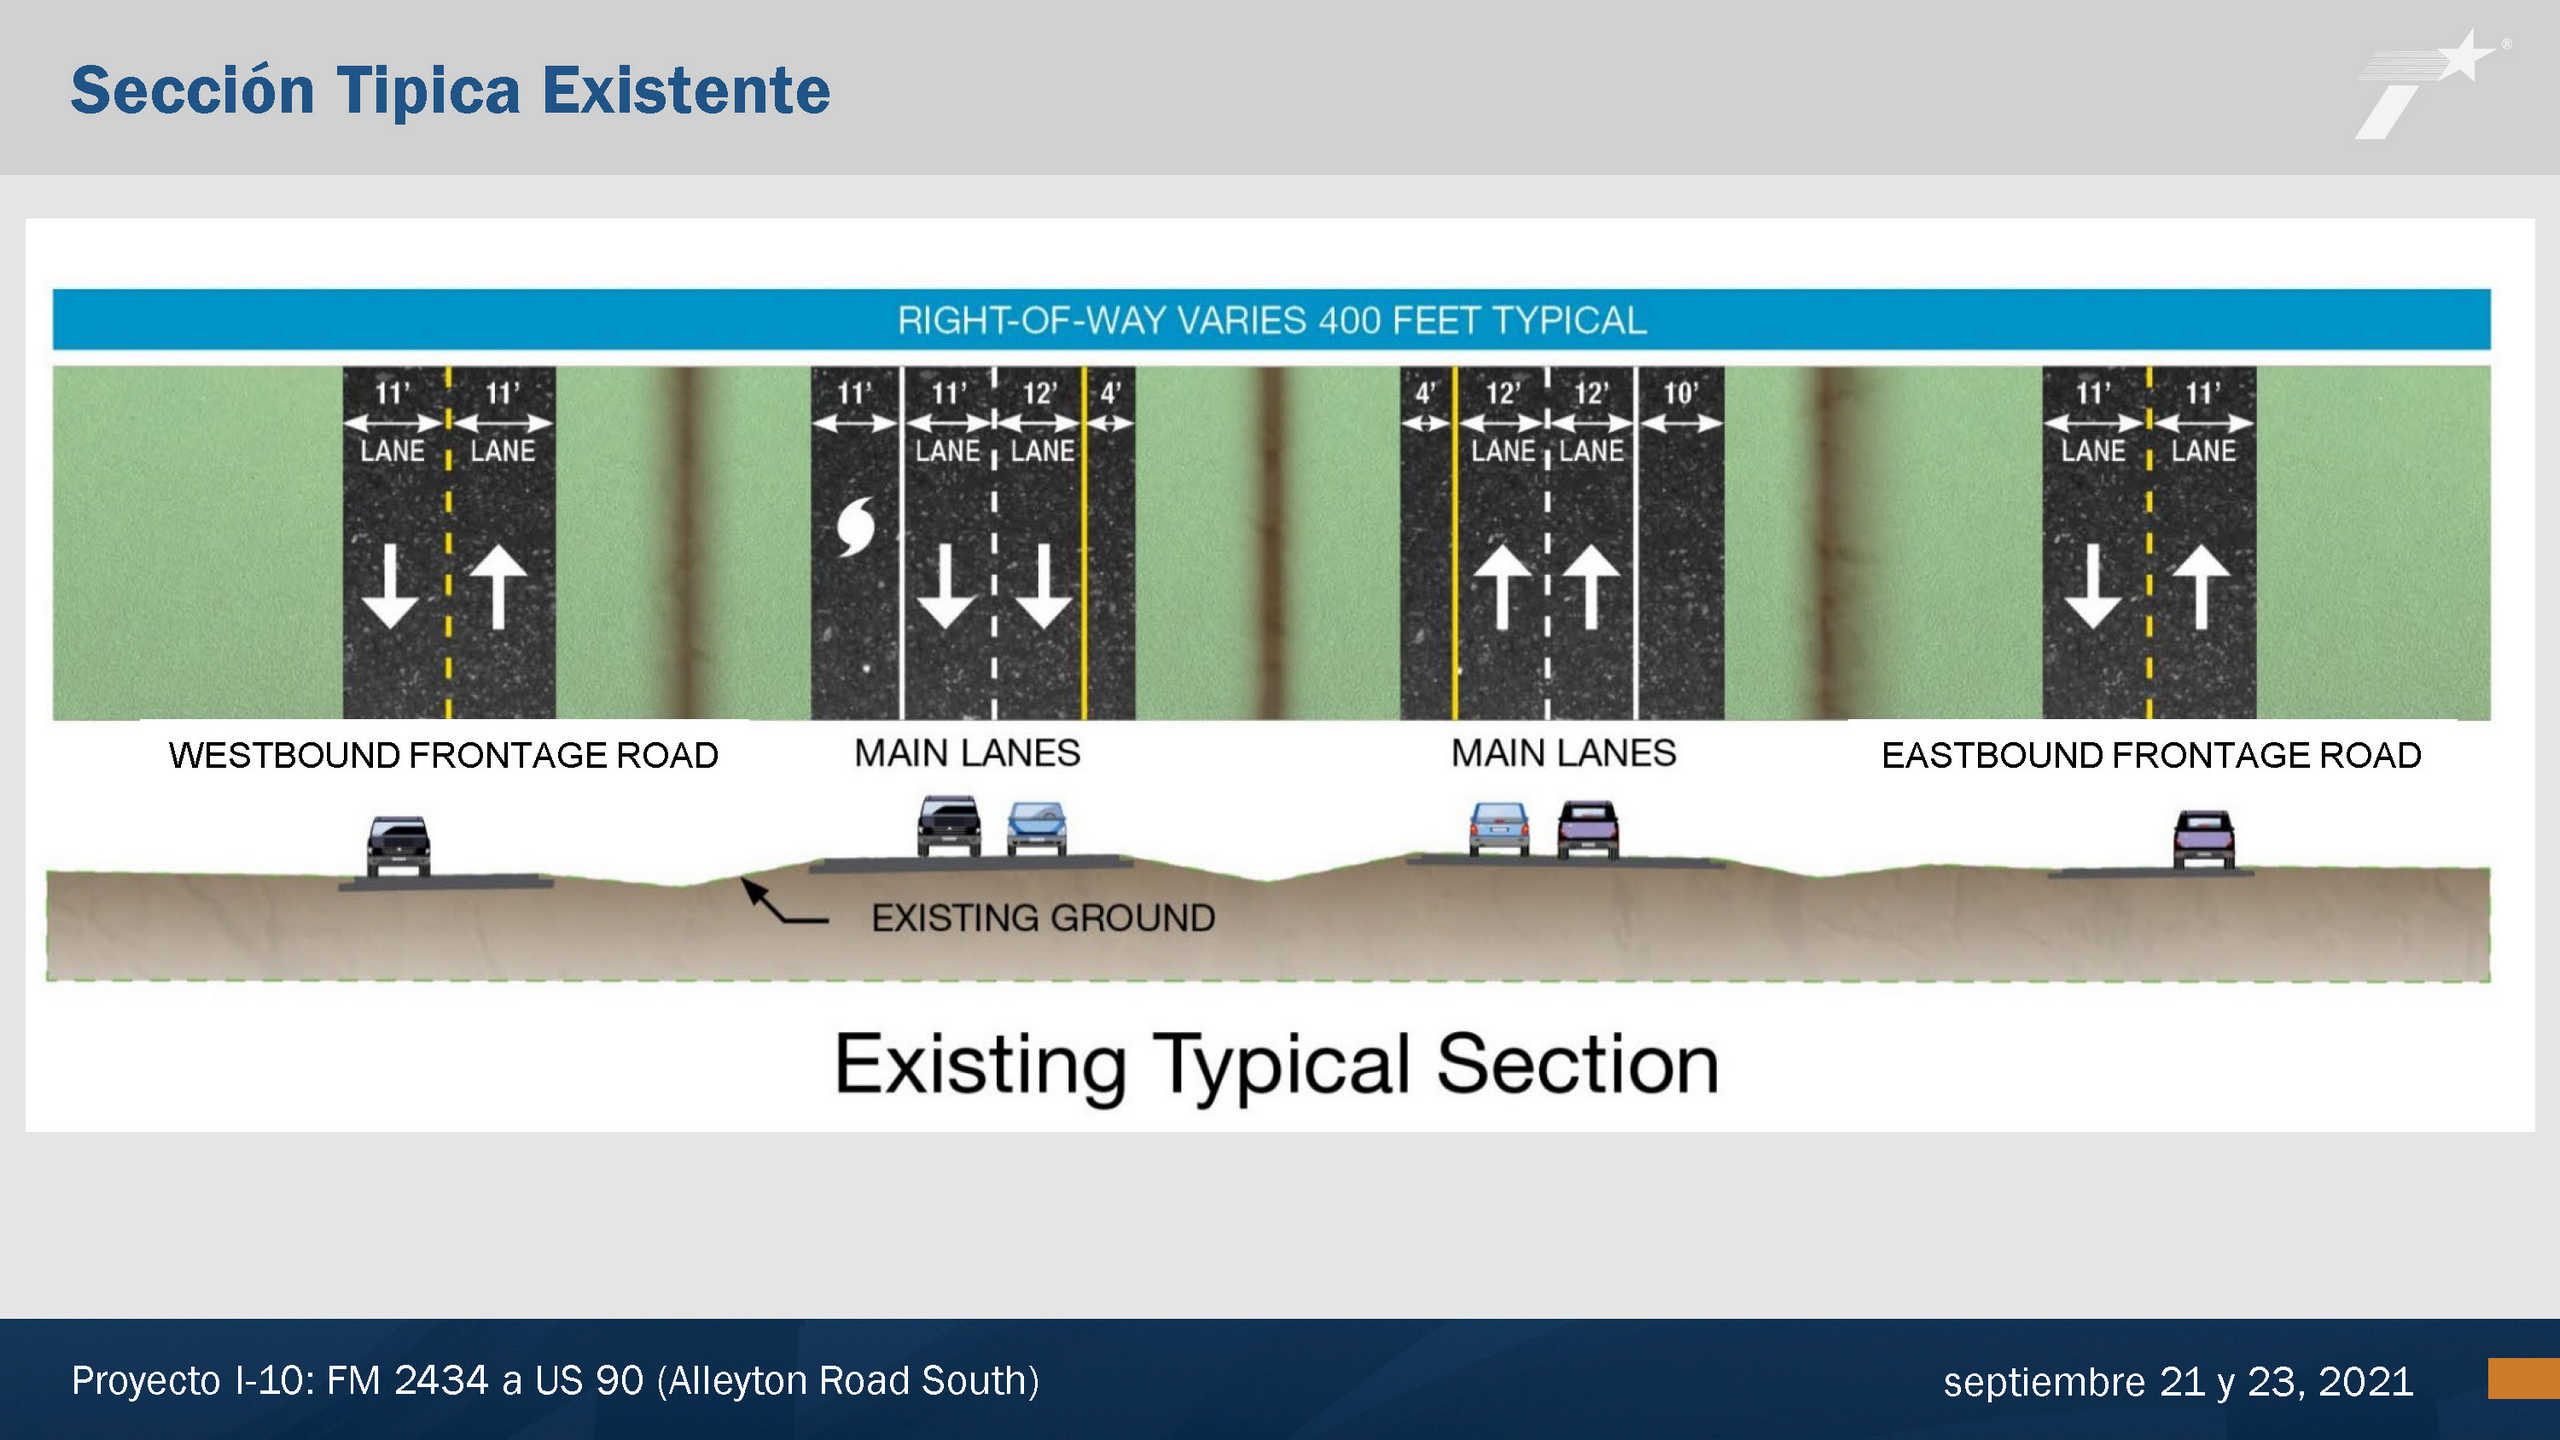 Sección Tipica Existente
®
RIGHT-OF-WAY VARIES 400 FEET TYPICAL
11' 11' 11' 11' 12' 4' 4' 12' 12' 10' 11' 11'
LANE LANE LANE LANE LANE LANE LANE LANE
WESTBOUND FRONTAGE ROAD MAIN LANES MAIN LANES EASTBOUND FRONTAGE ROAD
EXISTING GROUND
Existing Typical Section
Proyecto I-10: FM 2434 a US 90 (Alleyton Road South) septiembre 21 y 23, 2021